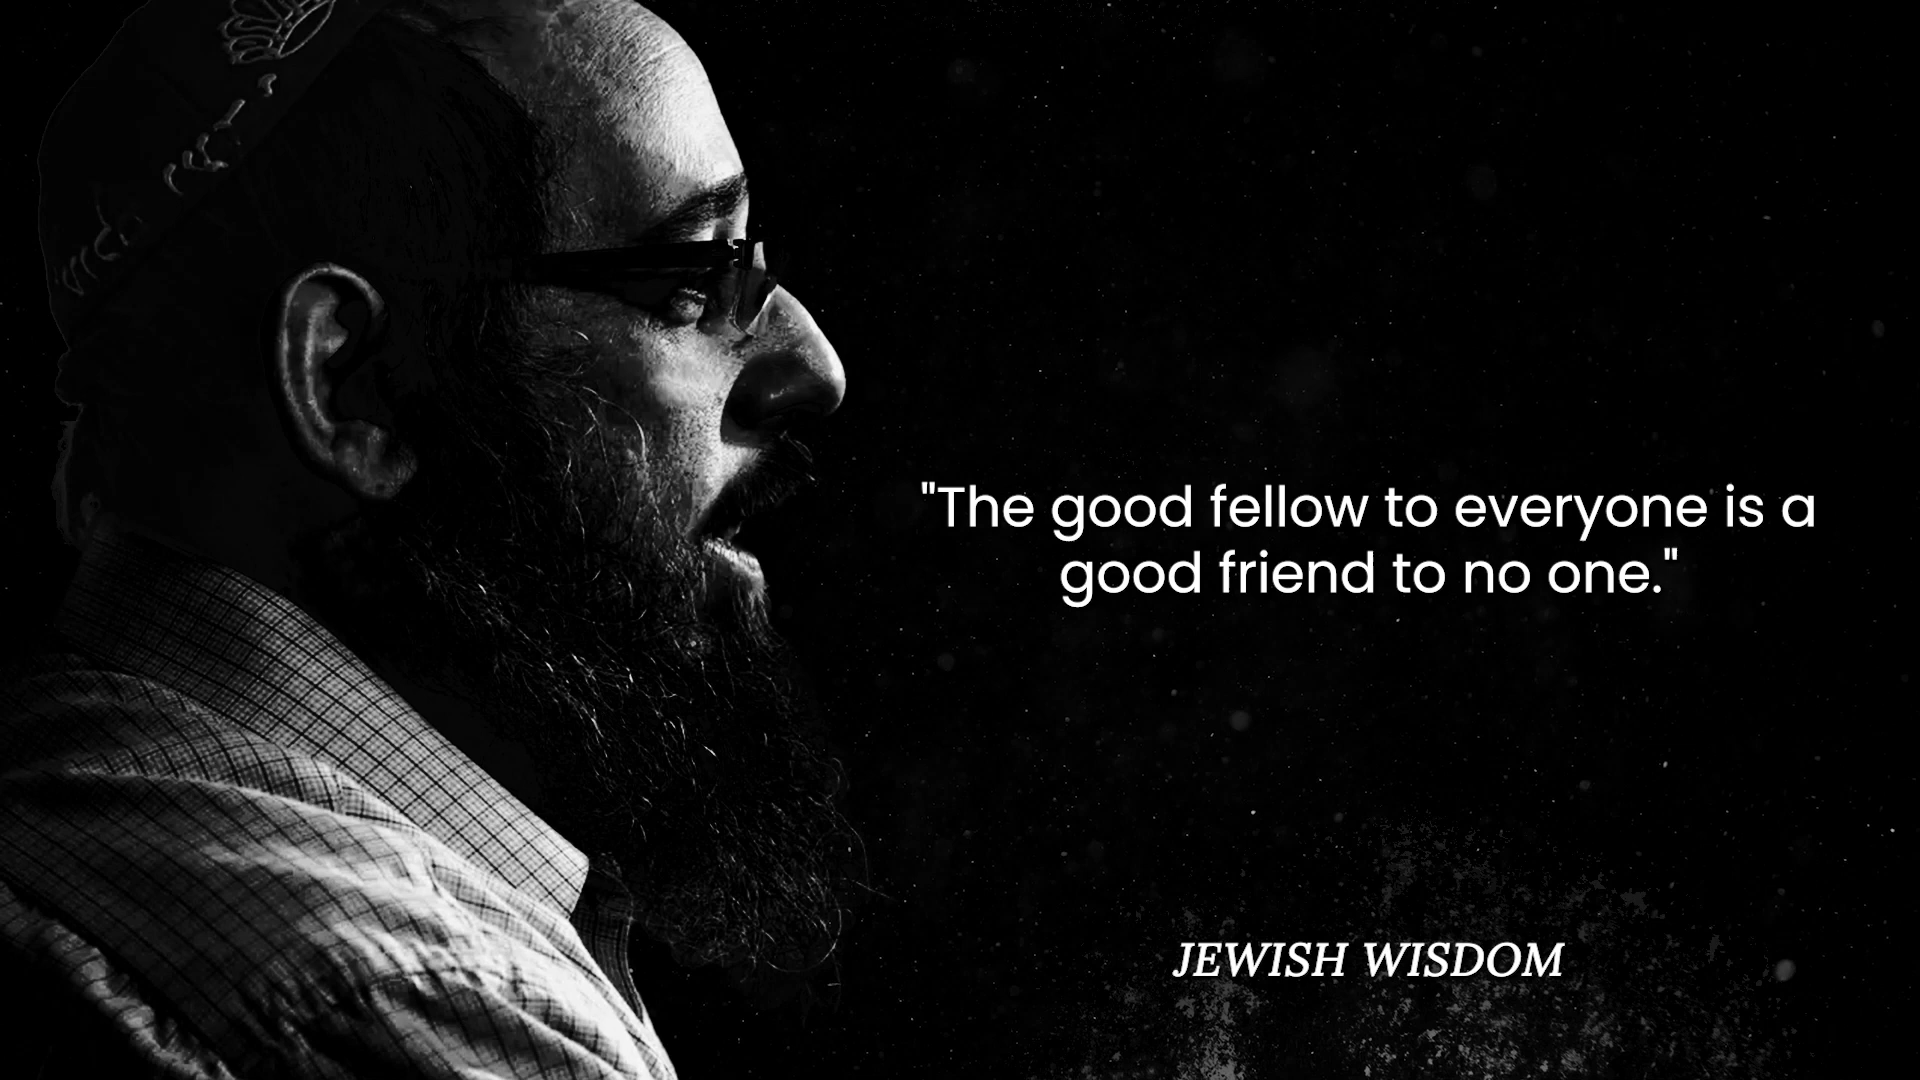 "The good fellow to everyone is a
good friend to no one."
JEWISH WISDOM